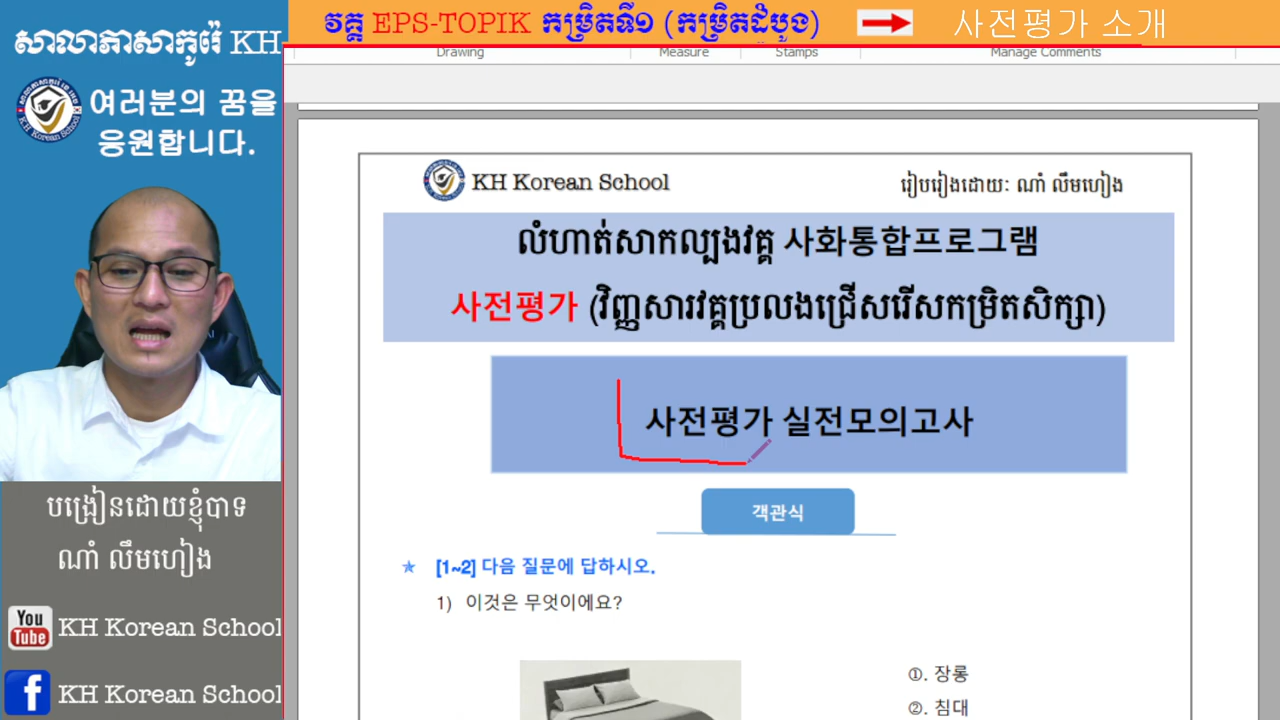 សាលាភាសាកូរ៉េ KH
여러분의 꿈을
응원합니다.
បង្រៀនដោយខ្ញុំបាទ
ណាំ លឹមហៀង
You
Tube
KH Korean School
f
KH Korean School
វគ្គ EPS-TOPIK កម្រិតទី១ (កម្រិតដំបូង)
사전평가 소개
Drawing
Measure
Stamps
Manage Comments
KH Korean School
រៀបរៀងដោយៈ ណាំ លឹមហៀង
លំហាត់សាកល្បងវគ្គ 사화통합프로그램
사전평가 (វិញ្ញសារវគ្គប្រលងជ្រើសរើសកម្រិតសិក្សា)
사전평가 실전모의고사
객관식
★ [1~2] 다음 질문에 답하시오.
1) 이것은 무엇이에요?
①. 장롱
②. 침대